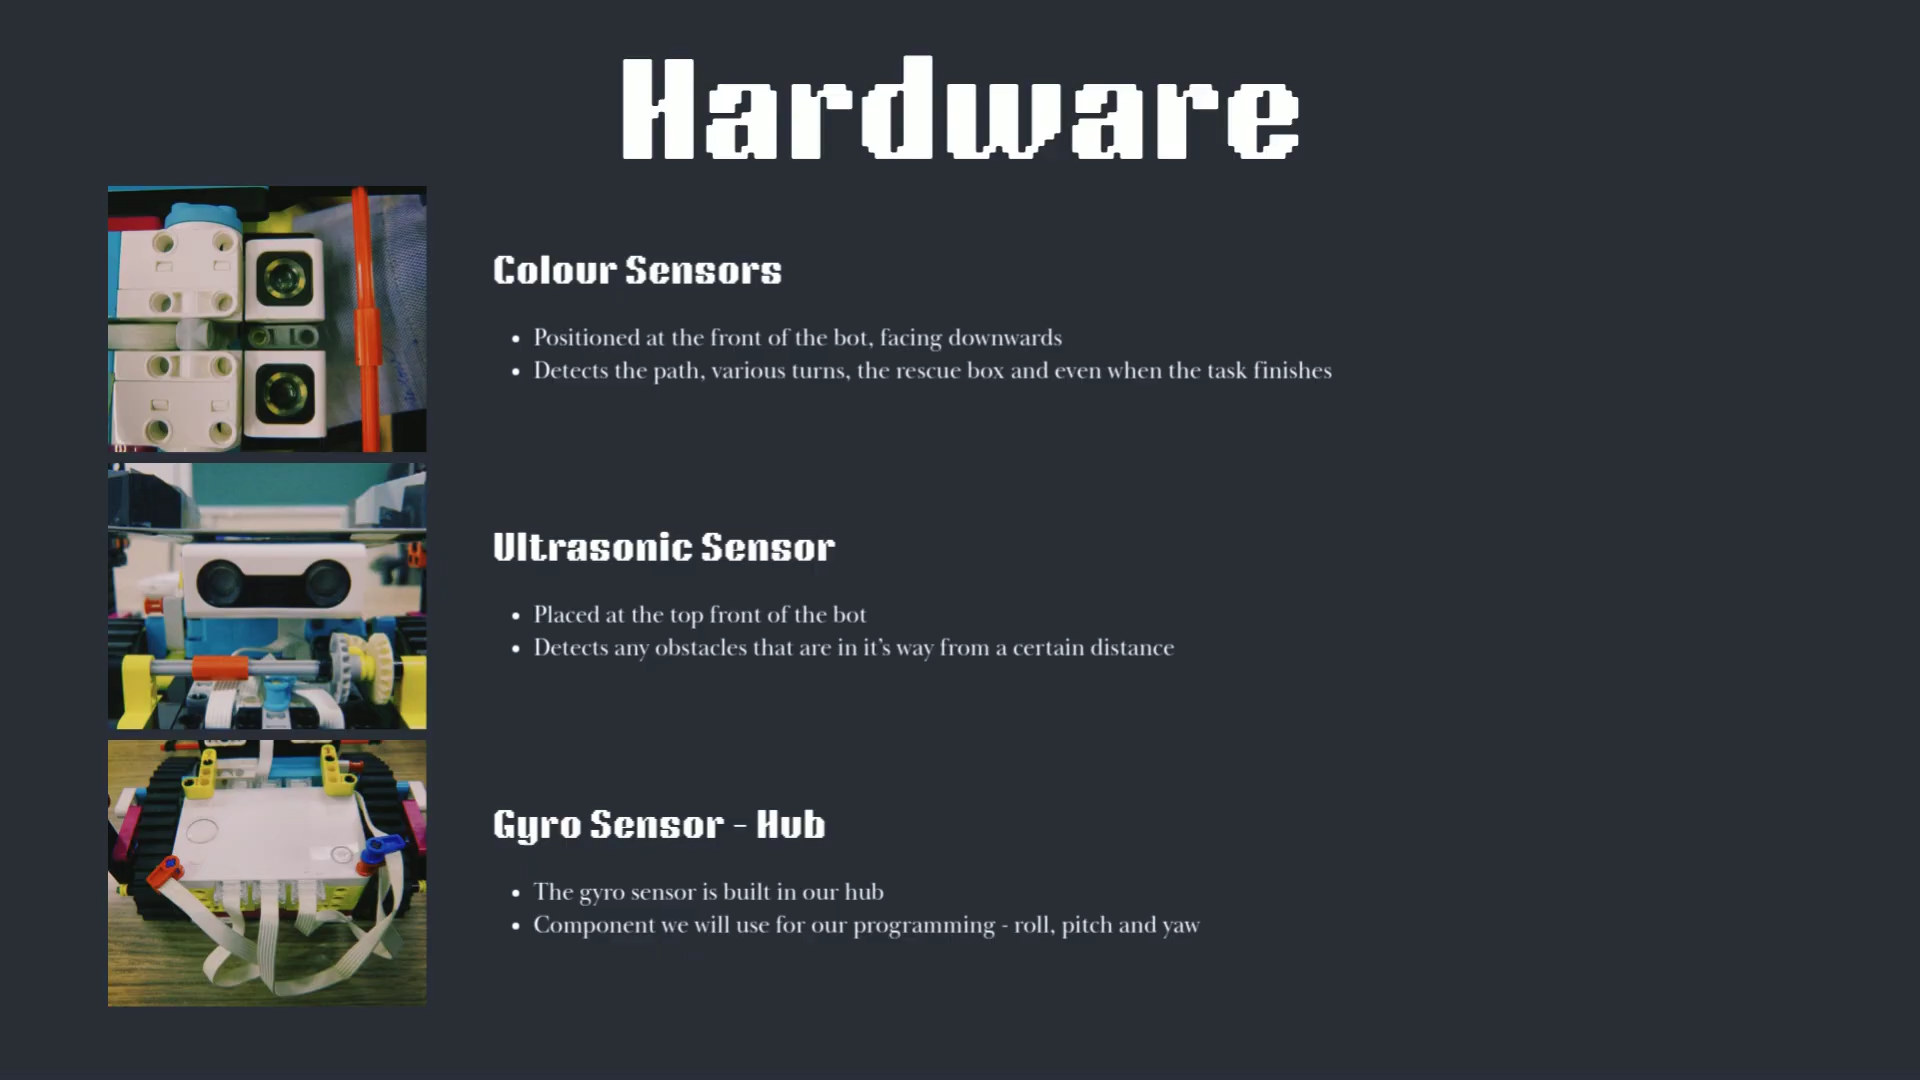 Hardware
Colour Sensors
• Positioned at the front of the bot, facing downwards
• Detects the path, various turns, the rescue box and even when the task finishes
Ultrasonic Sensor
• Placed at the top front of the bot
• Detects any obstacles that are in it’s way from a certain distance
Gyro Sensor - Hub
• The gyro sensor is built in our hub
• Component we will use for our programming - roll, pitch and yaw